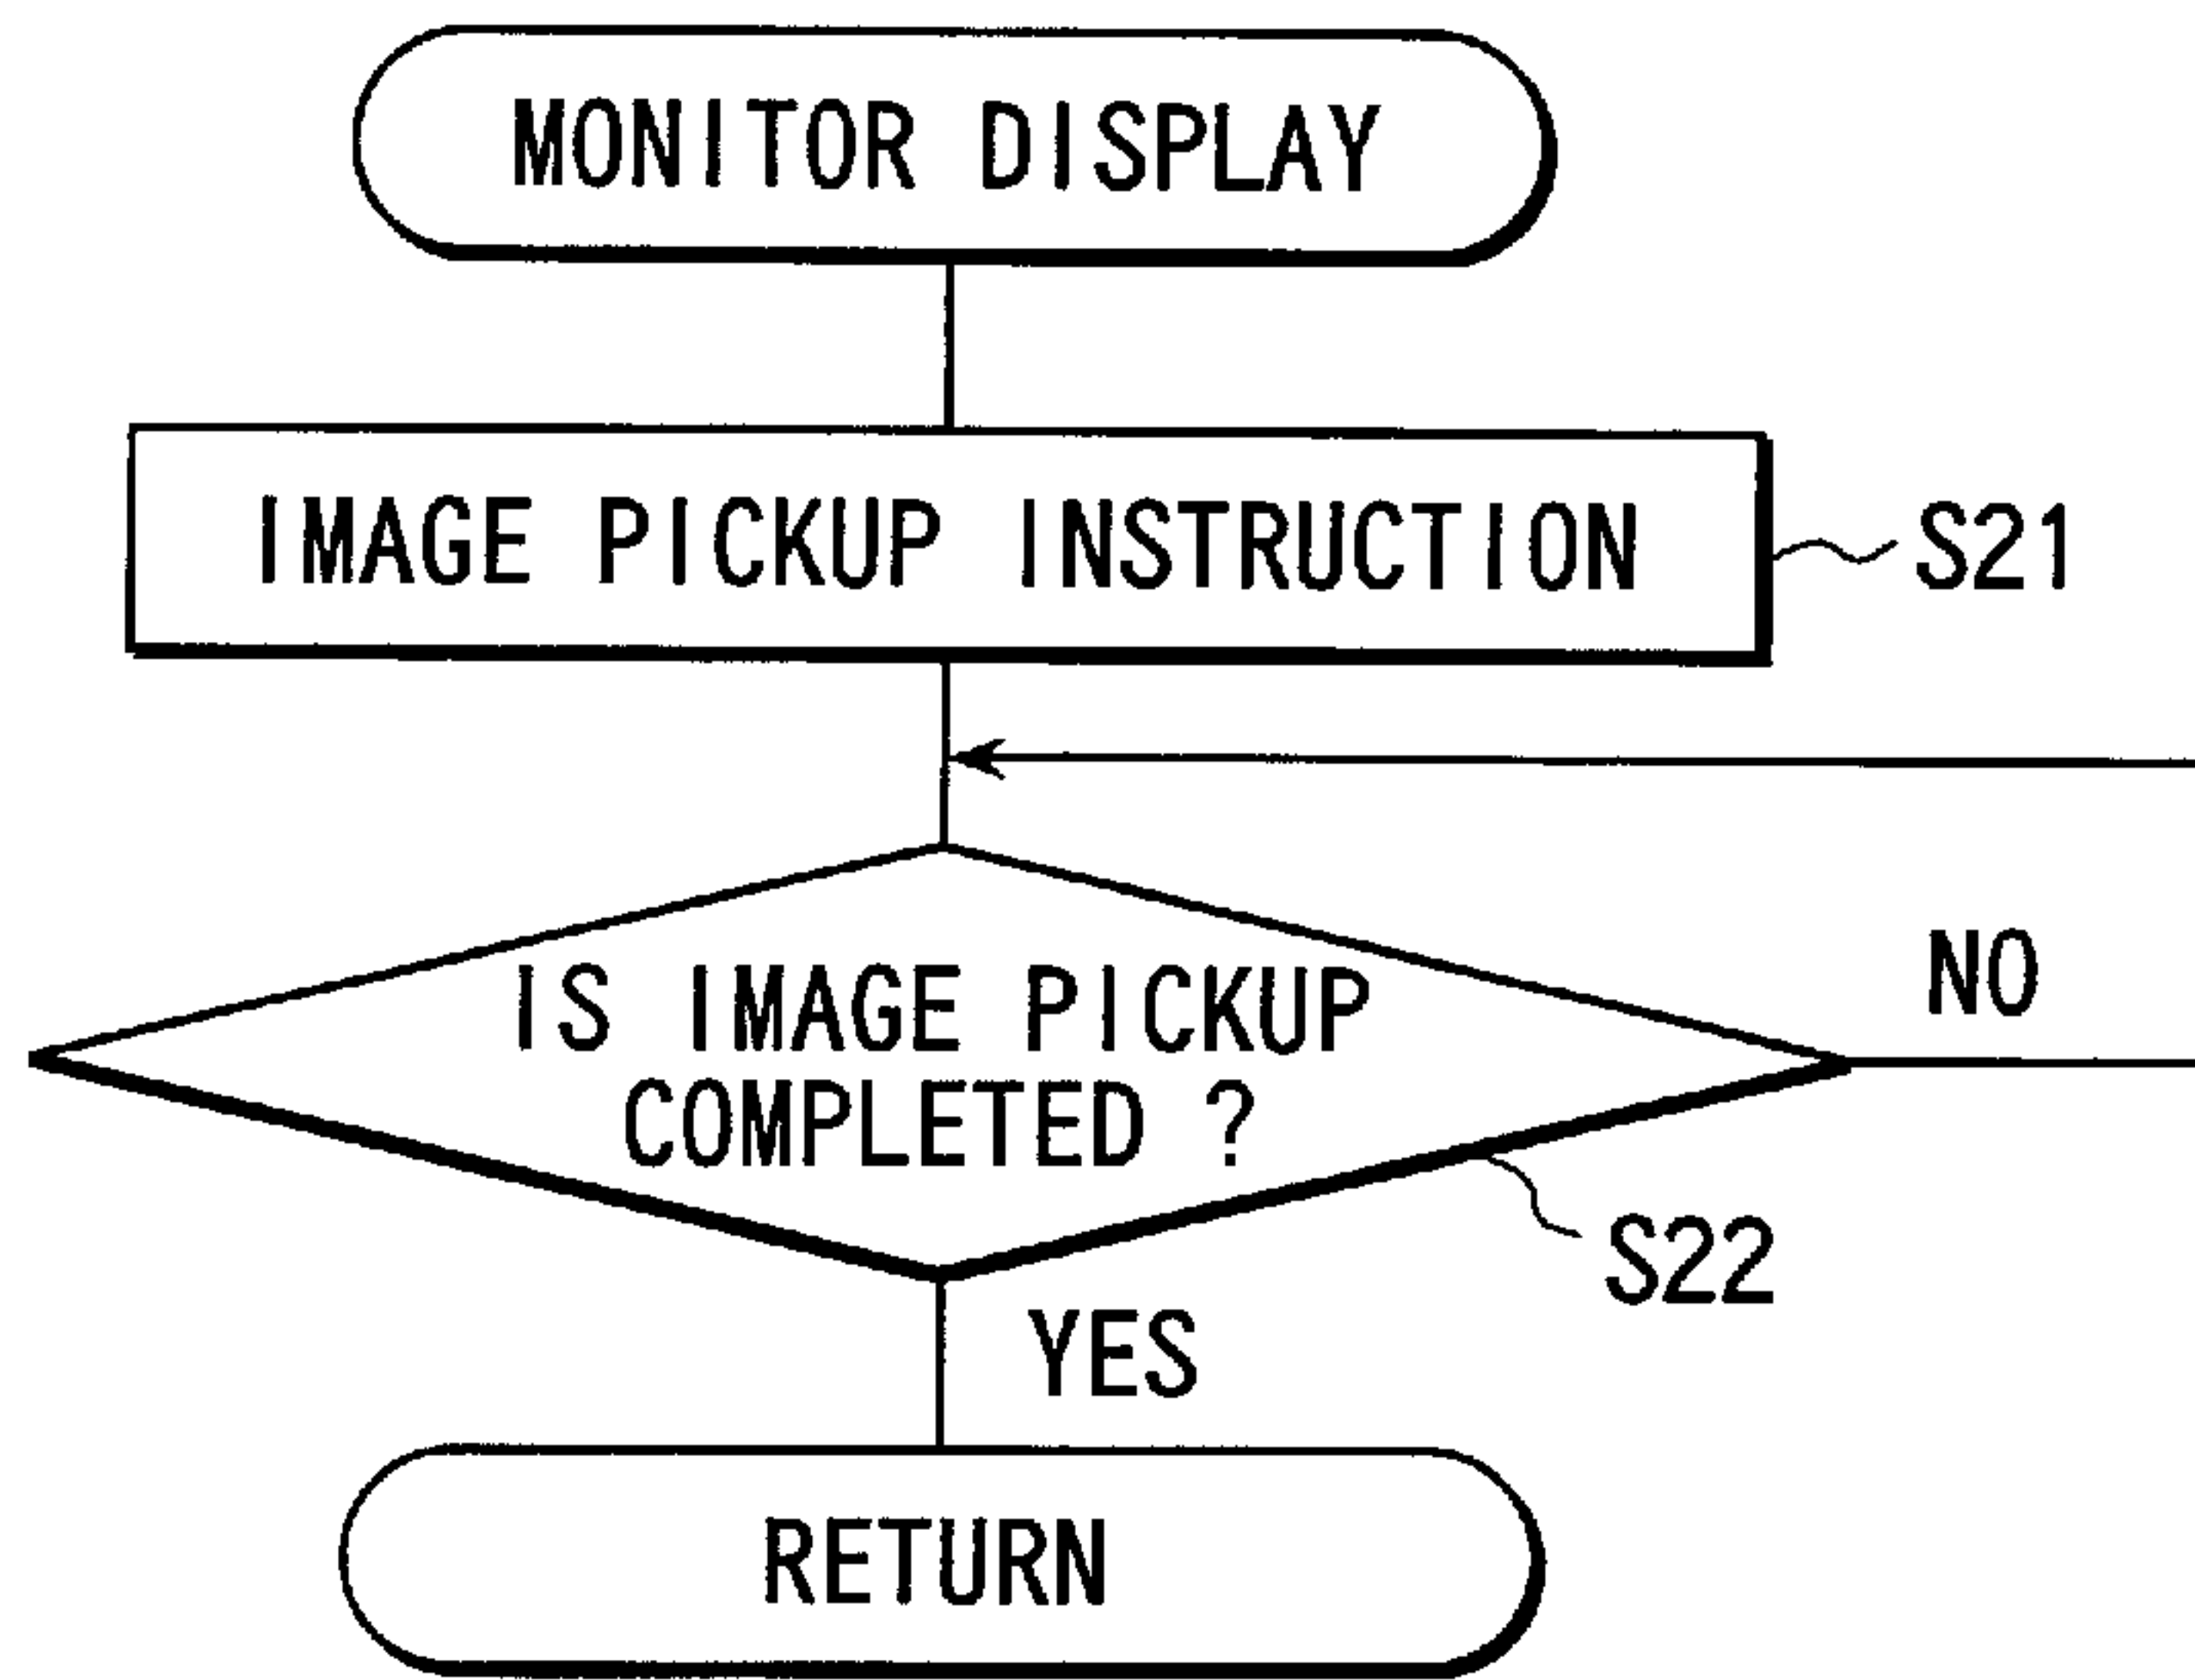 MONITOR DISPLAY
IMAGE PICKUP INSTRUCTION
S21
IS IMAGE PICKUP
COMPLETED ?
NO
S22
YES
RETURN